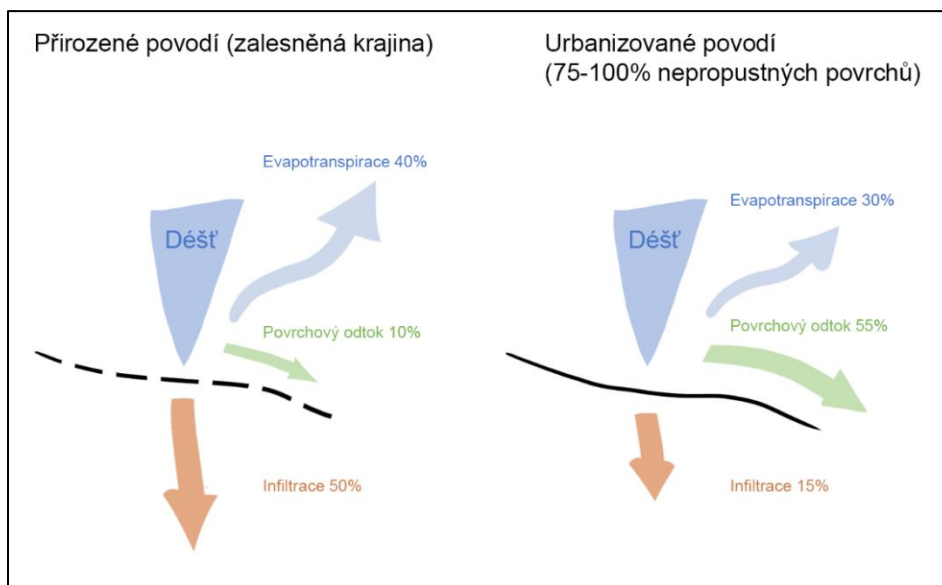 Přirozené povodí (zalesněná krajina)
Evapotranspirace 40%
Déšť
Povrchový odtok 10%
Infiltrace 50%
Urbanizované povodí
(75-100% nepropustných povrchů)
Evapotranspirace 30%
Déšť
Povrchový odtok 55%
Infiltrace 15%